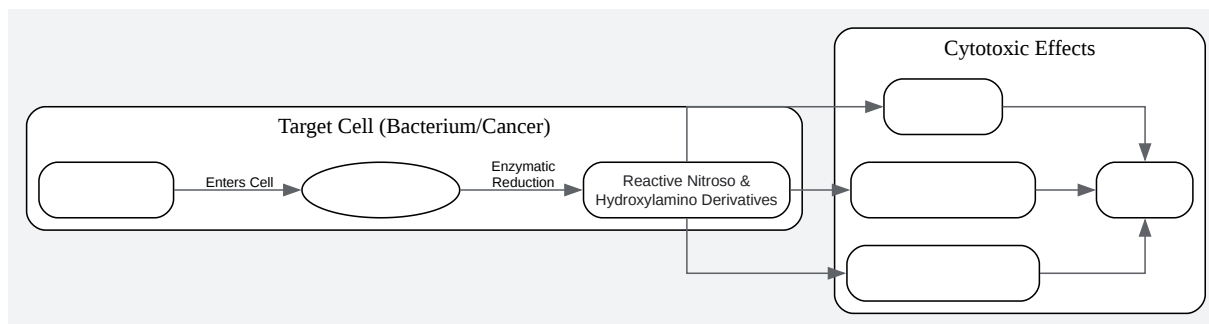 Cytotoxic Effects
Target Cell (Bacterium/Cancer)
Enters Cell
Enzymatic
Reduction
Reactive Nitroso &
Hydroxylamino Derivatives